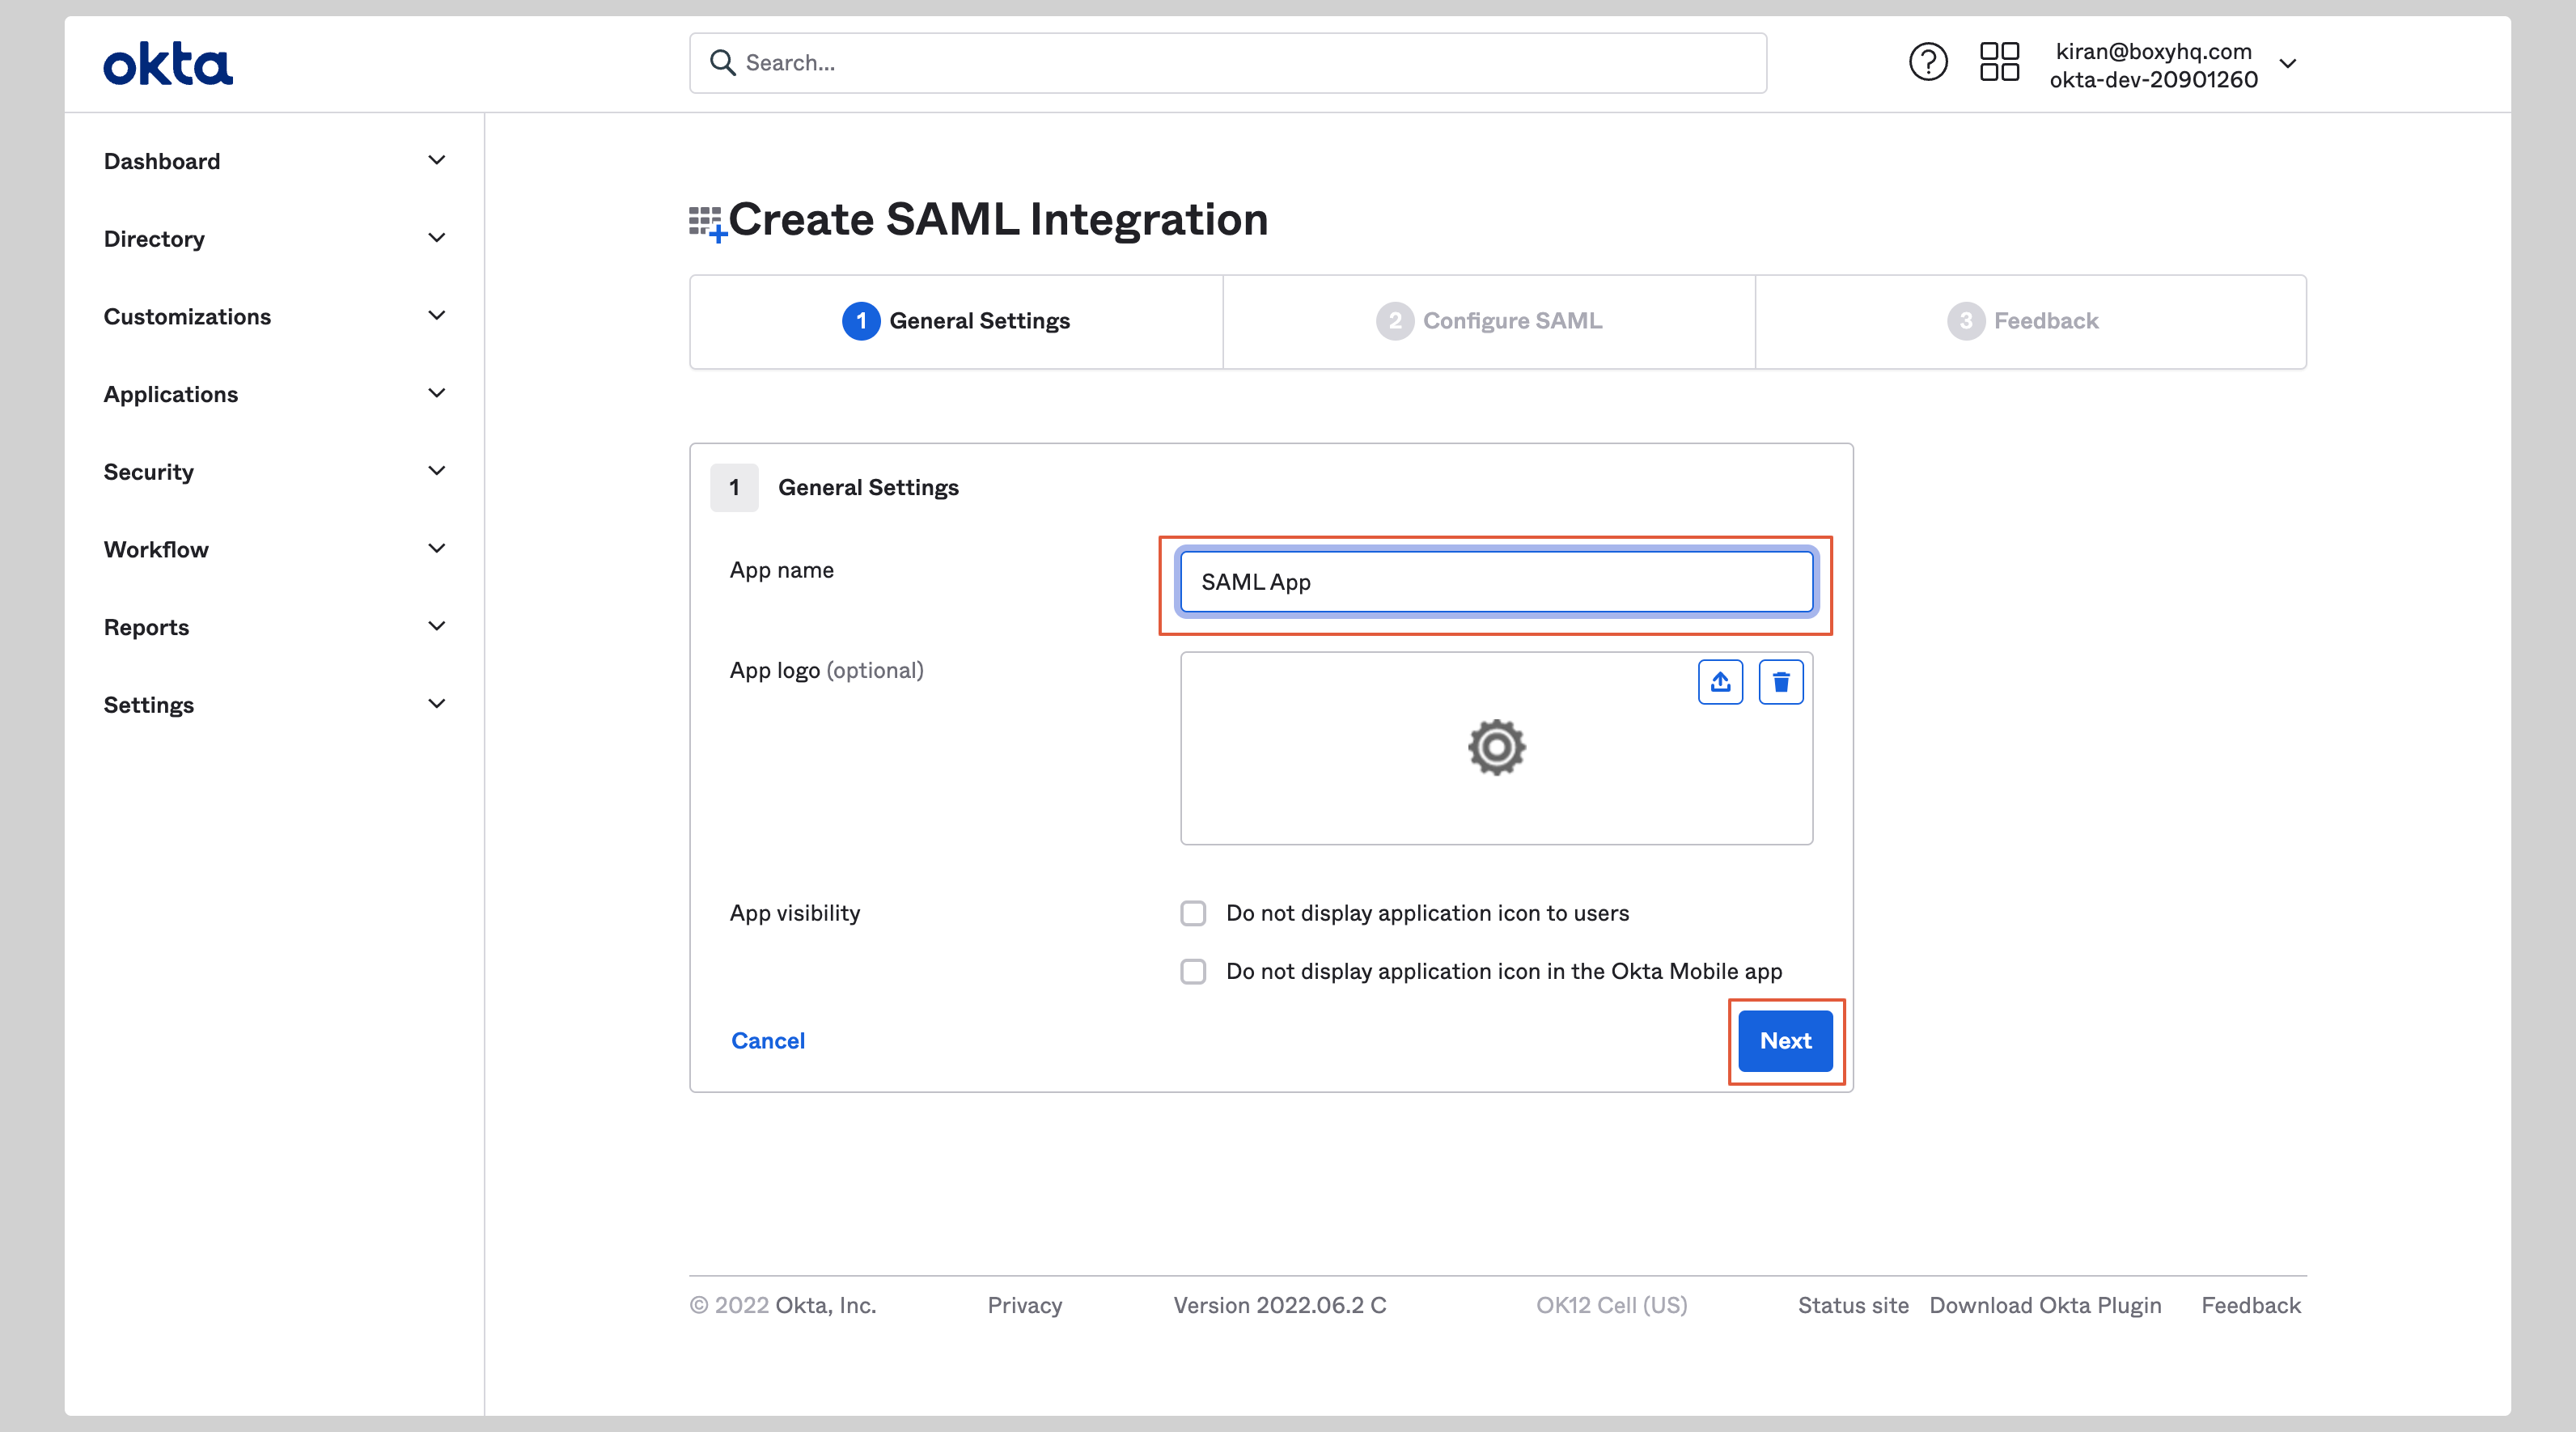 okta
Search...
kiran@boxyhq.com
okta-dev-20901260
Dashboard
Directory
Customizations
Applications
Security
Workflow
Reports
Settings
Create SAML Integration
1 General Settings
2 Configure SAML
3 Feedback
1 General Settings
App name
SAML App
App logo (optional)
App visibility
Do not display application icon to users
Do not display application icon in the Okta Mobile app
Cancel
Next
© 2022 Okta, Inc. Privacy Version 2022.06.2 C OK12 Cell (US) Status site Download Okta Plugin Feedback